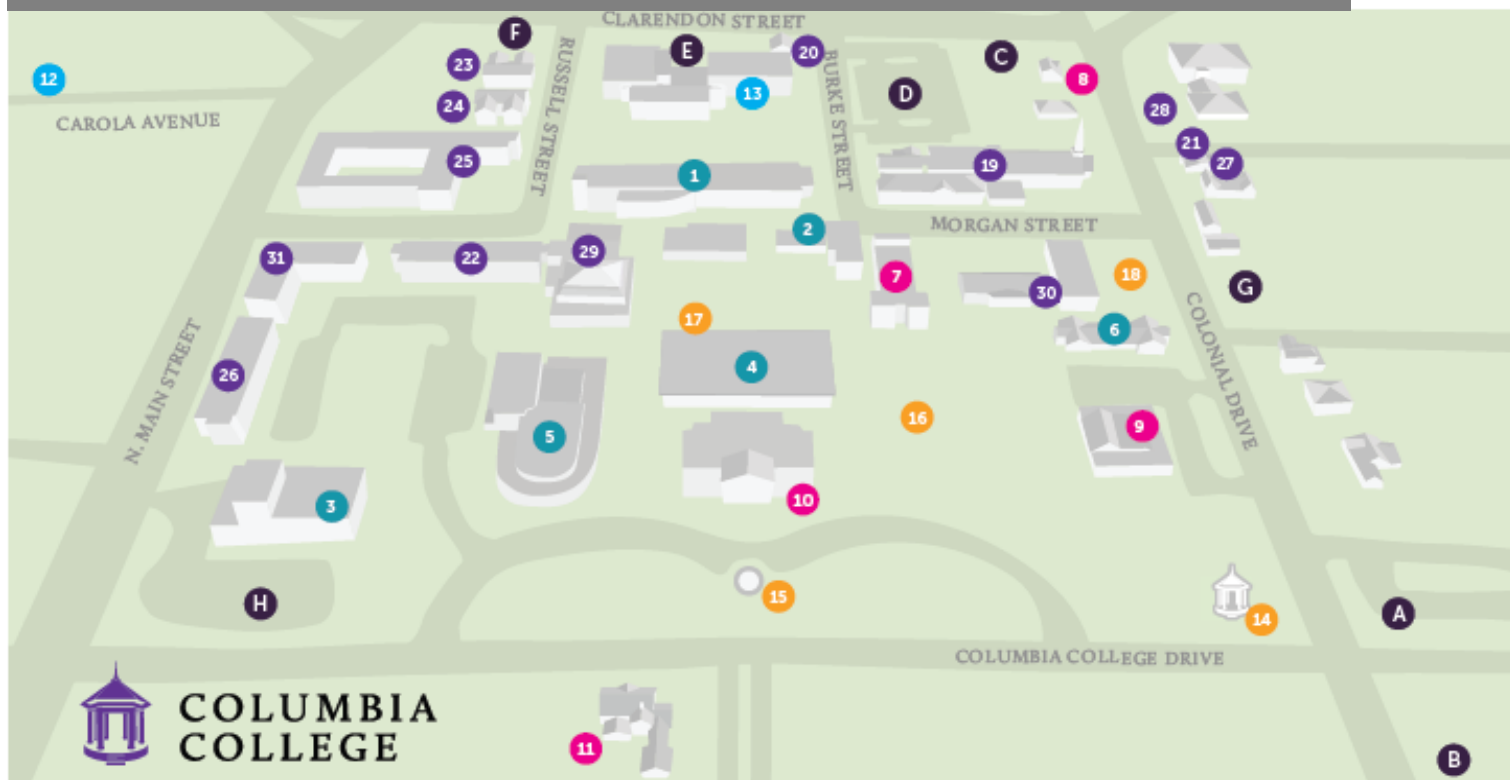 CLARENDON STREET
F
E
20
C
23
12
8
13
D
24
28
CAROLA AVENUE
RUSSELL STREET
BURKE STREET
21
25
19
27
1
MORGAN STREET
2
29
31
22
7
18
G
30
17
6
4
26
N. MAIN STREET
COLONIAL DRIVE
16
9
5
10
3
15
H
A
14
COLUMBIA COLLEGE DRIVE
COLUMBIA
COLLEGE
11
B